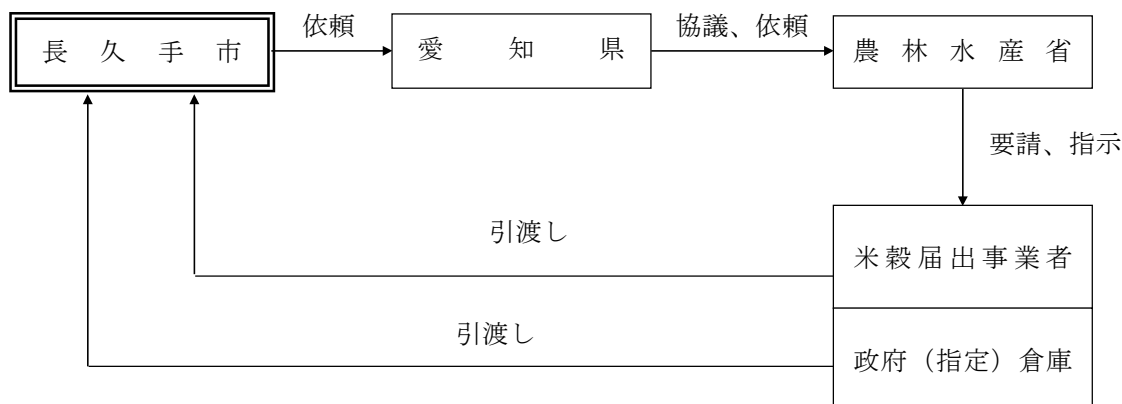 長久手市
依頼
愛知県
協議、依頼
農林水産省
要請、指示
引渡し
米穀届出事業者
引渡し
政府（指定）倉庫